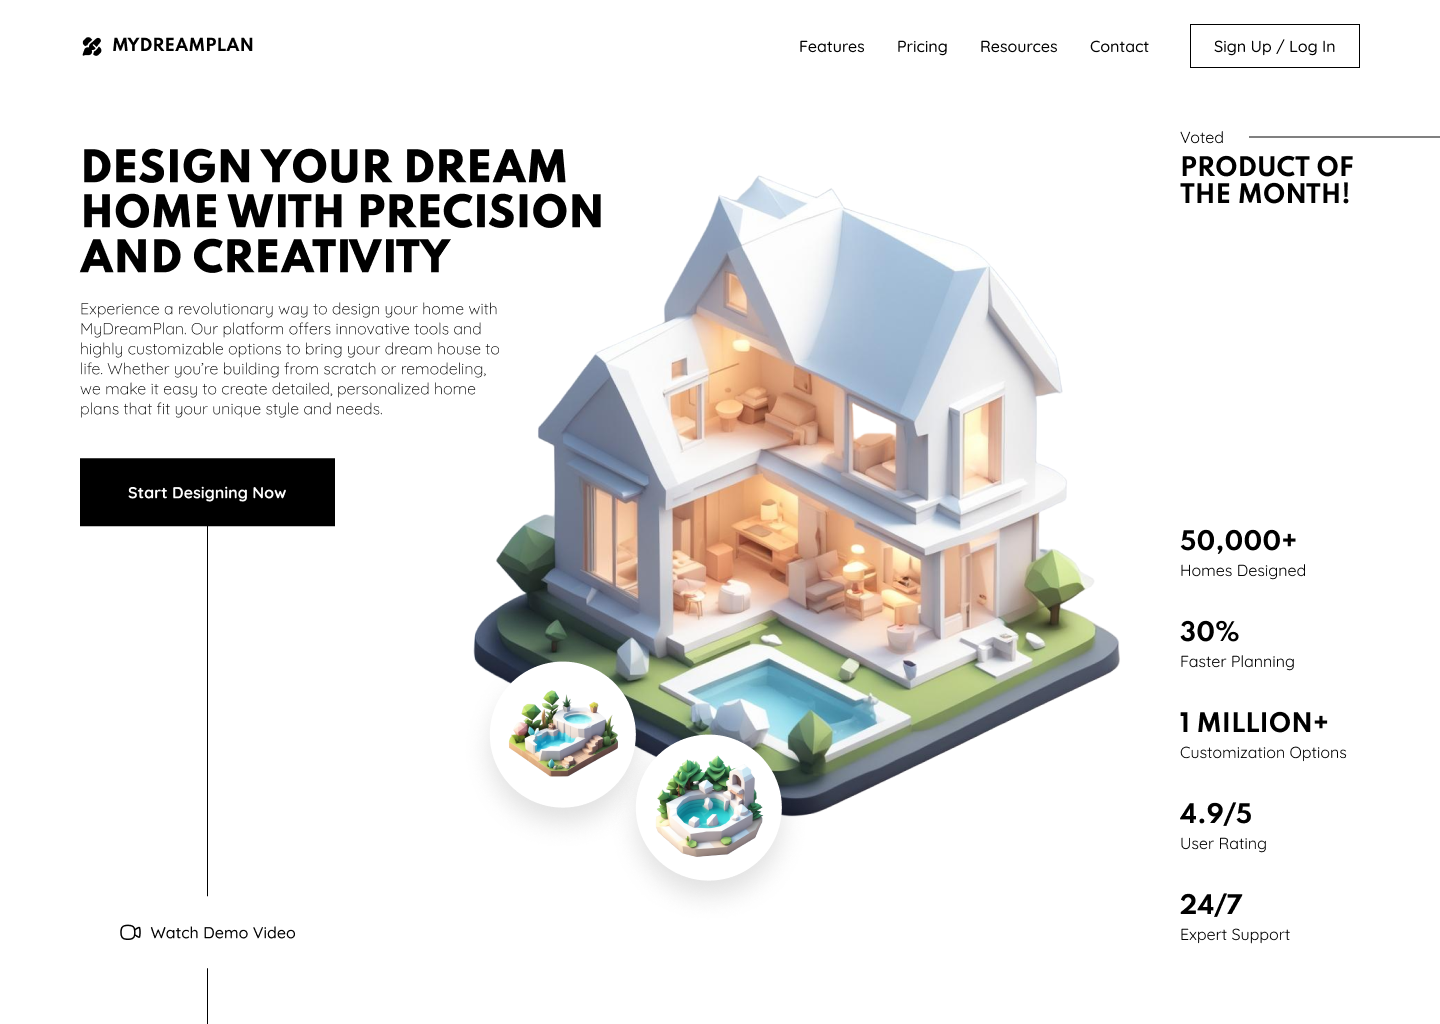 MYDREAMPLAN
Features
Pricing
Resources
Contact
Sign Up / Log In
DESIGN YOUR DREAM
HOME WITH PRECISION
AND CREATIVITY
Experience a revolutionary way to design your home with
MyDreamPlan. Our platform offers innovative tools and
highly customizable options to bring your dream house to
life. Whether you’re building from scratch or remodeling,
we make it easy to create detailed, personalized home
plans that fit your unique style and needs.
Start Designing Now
Watch Demo Video
Voted
PRODUCT OF
THE MONTH!
50,000+
Homes Designed
30%
Faster Planning
1 MILLION+
Customization Options
4.9/5
User Rating
24/7
Expert Support